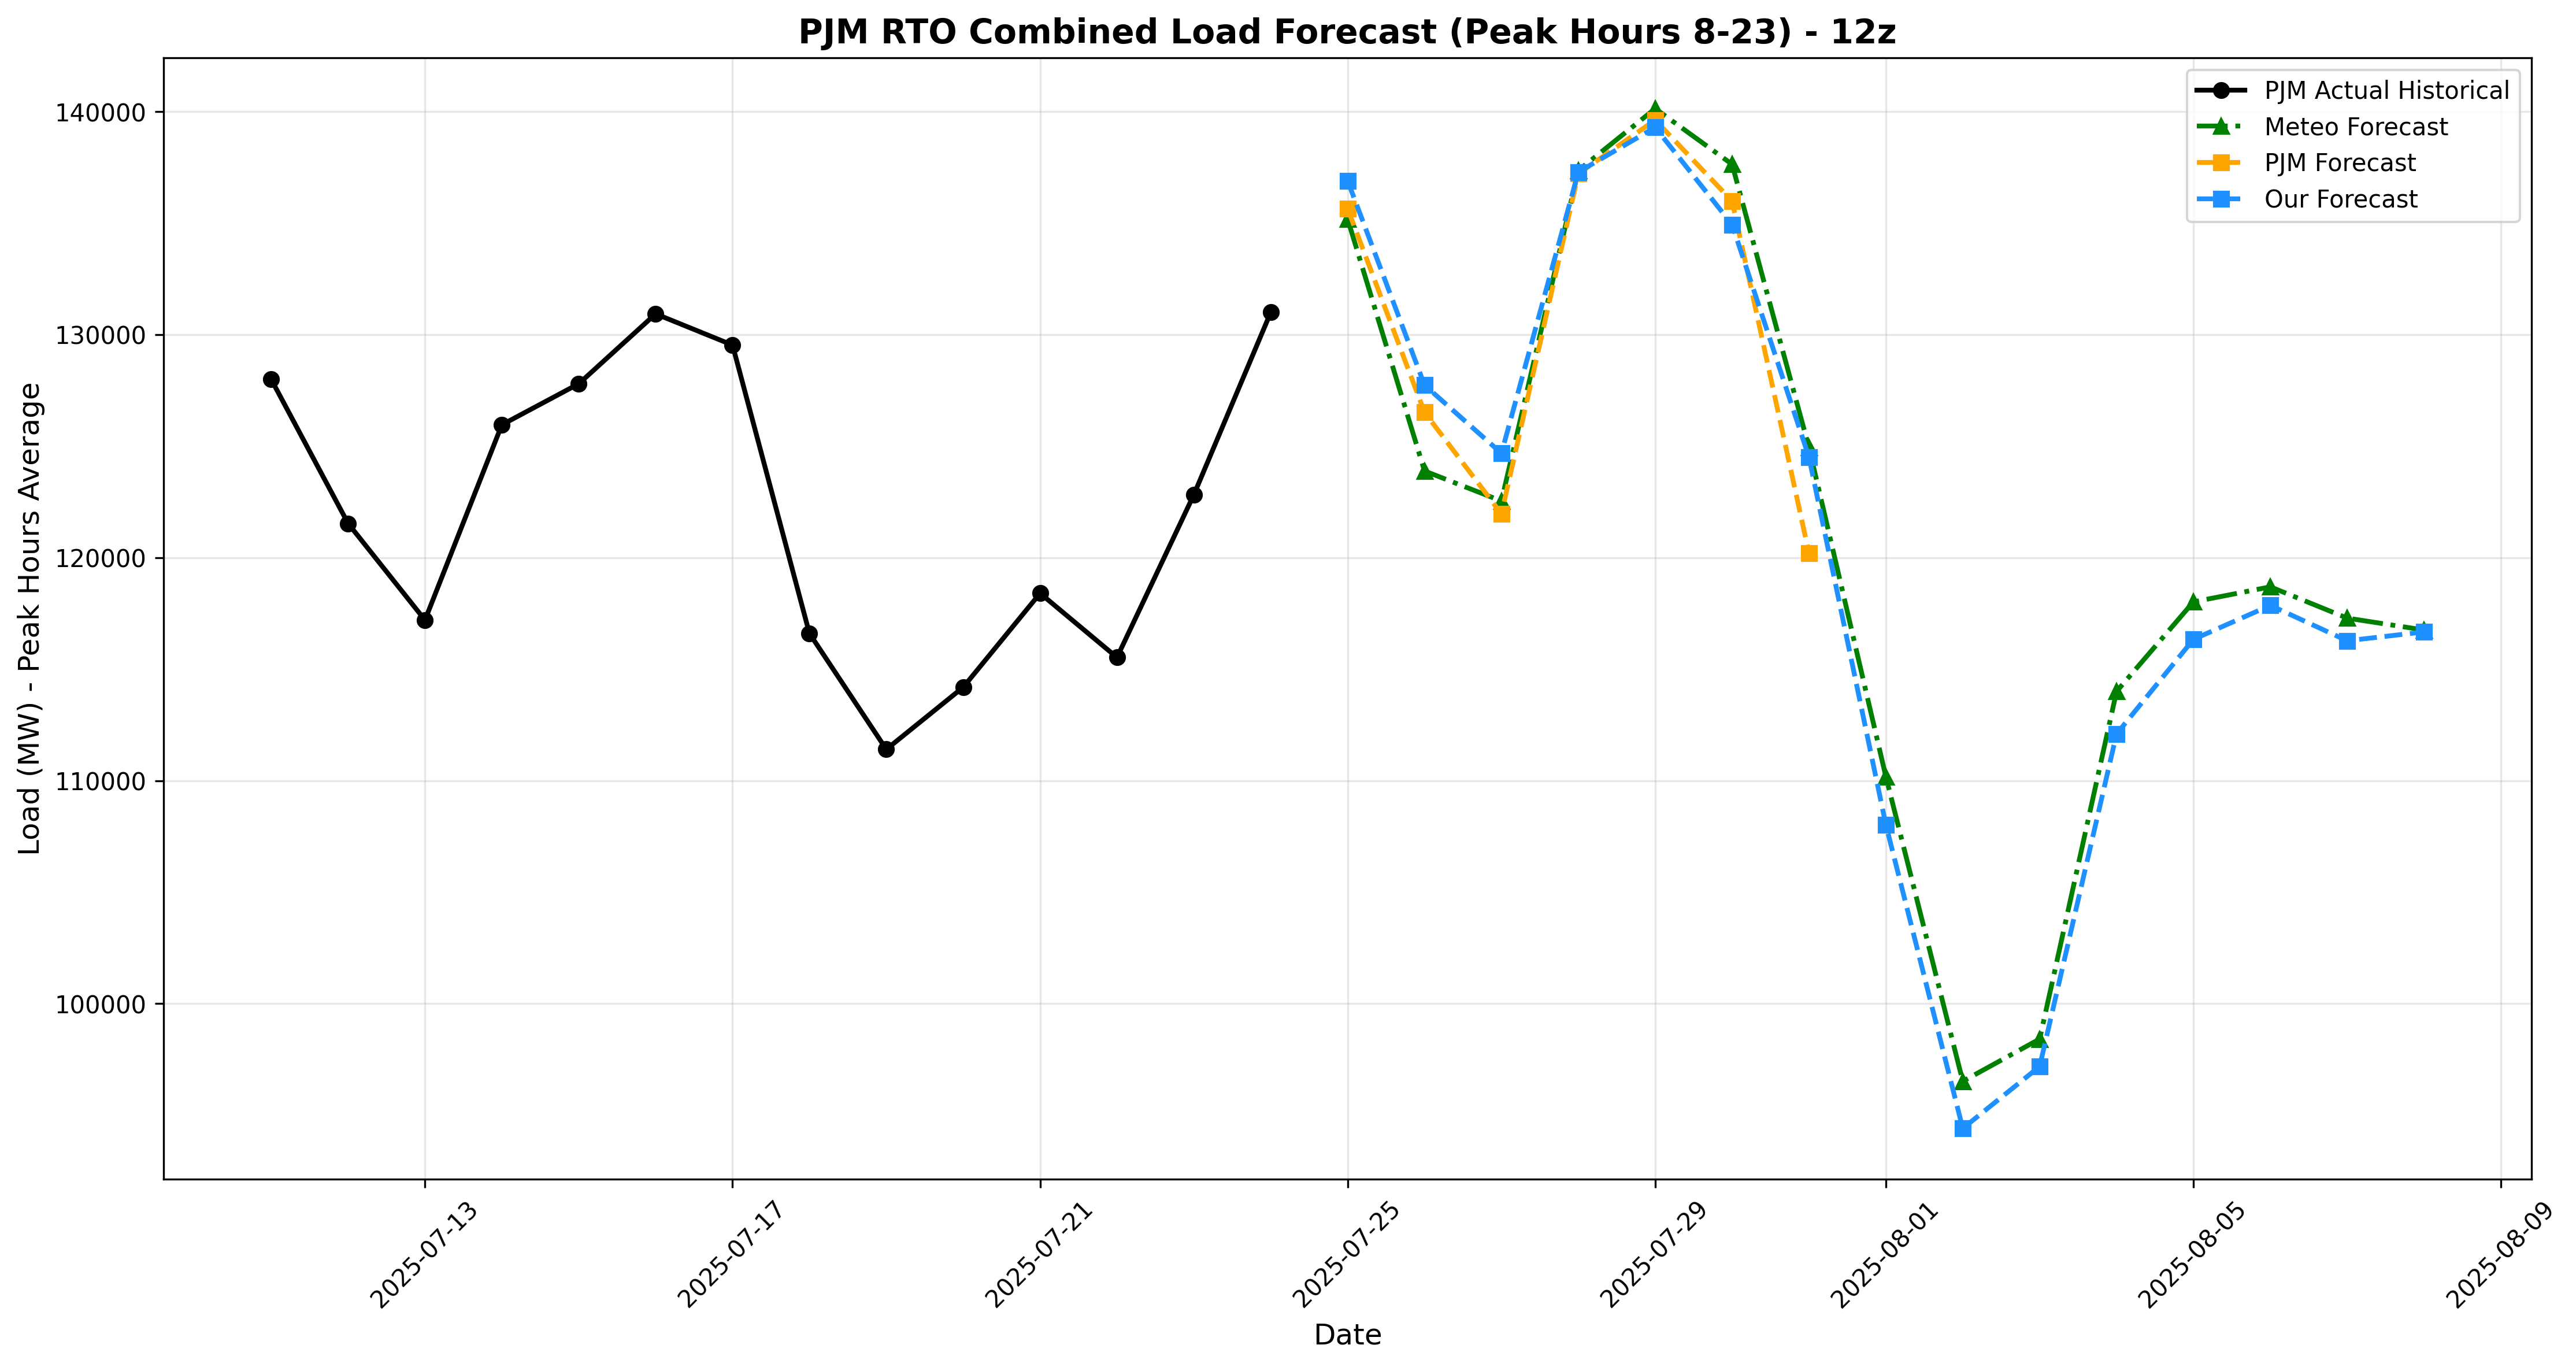 PJM RTO Combined Load Forecast (Peak Hours 8-23) - 12z
PJM Actual Historical
Meteo Forecast
PJM Forecast
Our Forecast
Load (MW) - Peak Hours Average
140000
130000
120000
110000
100000
2025-07-13
2025-07-17
2025-07-21
2025-07-25
2025-07-29
2025-08-01
2025-08-05
2025-08-09
Date